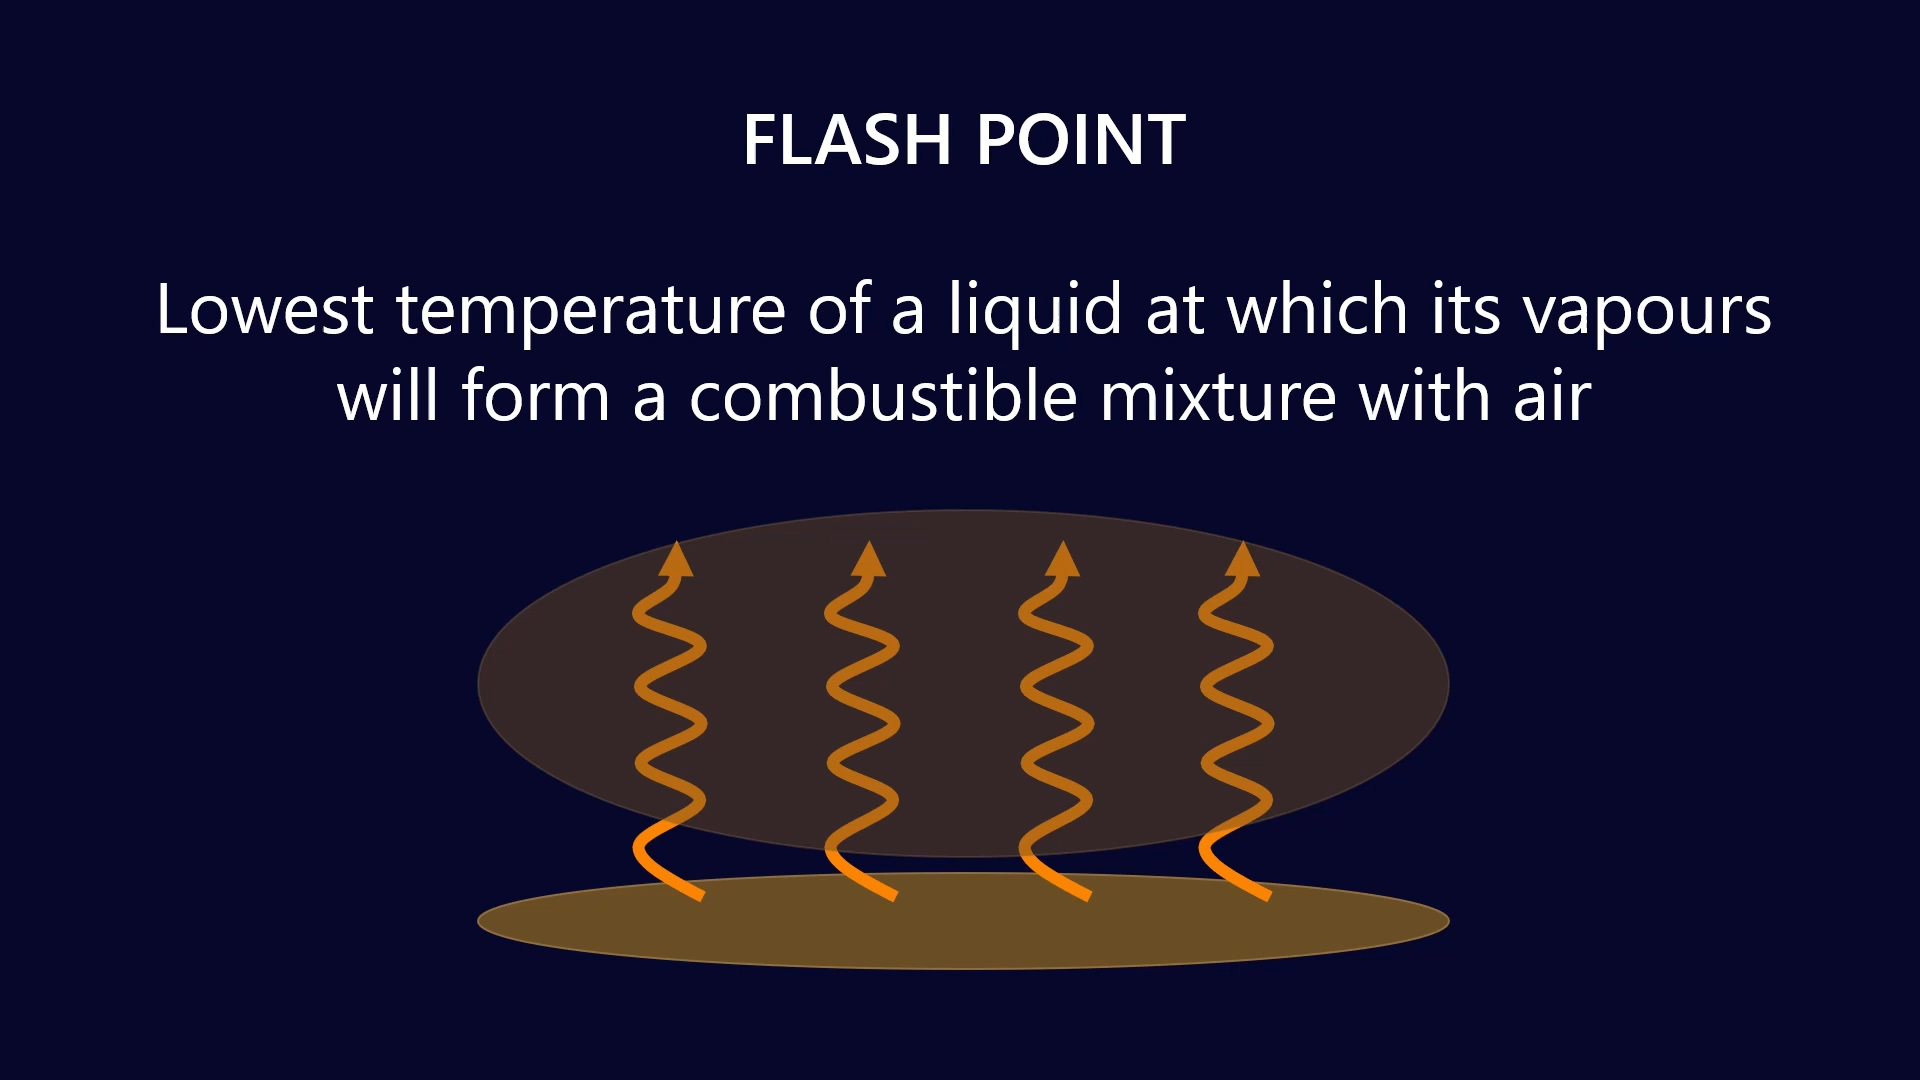 FLASH POINT
Lowest temperature of a liquid at which its vapours
will form a combustible mixture with air